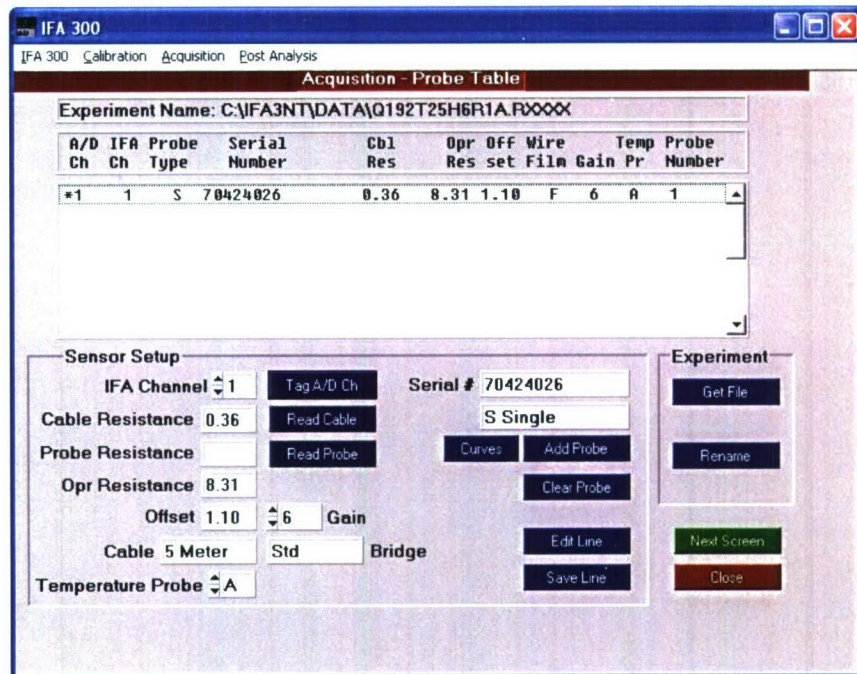 IFA 300
IFA 300 Calibration Acquisition Post Analysis
Acquisition - Probe Table
Experiment Name: C:\IFA3NT\DATA\Q192T25H6R1A.RXXXX
A/D IFA Probe Serial Cbl Opr Off Wire Temp Probe
Ch Ch Type Number Res Res set Film Gain Pr Number
*1 1 S 70424026 0.36 8.31 1.10 F 6 A 1
Sensor Setup
IFA Channel 1 Tag A/D Ch
Cable Resistance 0.36 Read Cable
Probe Resistance Read Probe
Opr Resistance 8.31
Offset 1.10 6 Gain
Cable 5 Meter Std Bridge
Temperature Probe A
Serial # 70424026
S Single
Curves Add Probe
Clear Probe
Edit Line
Save Line
Experiment
Get File
Rename
Next Screen
Close